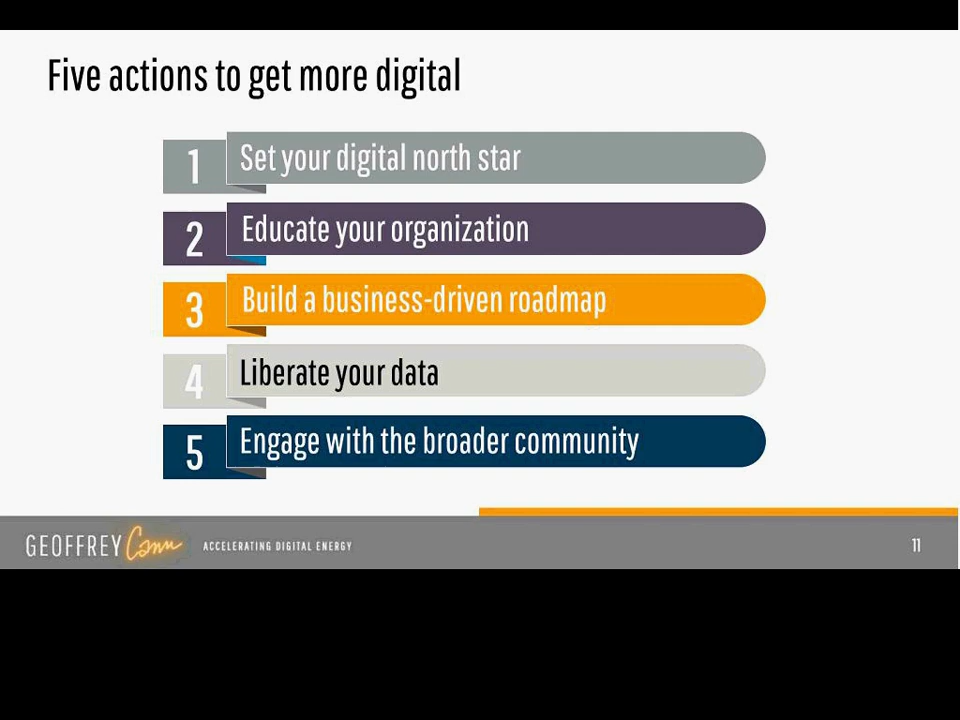 Five actions to get more digital
1 Set your digital north star
2 Educate your organization
3 Build a business-driven roadmap
4 Liberate your data
5 Engage with the broader community
GEOFFREY Cann ACCELERATING DIGITAL ENERGY 11